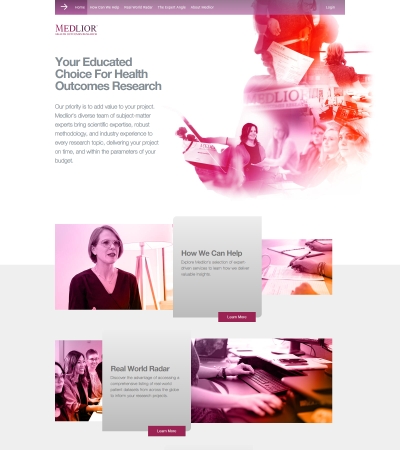 Home How We Can Help Real World Radar The Expert Angle About Medlior Login
MEDLIOR
HEALTH OUTCOMES RESEARCH
MEDLIOR
Your Educated
Choice For Health
Outcomes Research
Our priority is to add value to your project.
Medlior's diverse team of subject-matter
experts bring scientific expertise, robust
methodology, and industry experience to
every research topic, delivering your project
on time, and within the parameters of your
budget.
How We Can Help
Explore Medlior's selection of expert-
driven services to learn how we deliver
valuable insights.
Learn More
Real World Radar
Discover the advantage of accessing a
comprehensive listing of real-world
patient datasets from across the globe
to inform your research projects.
Learn More